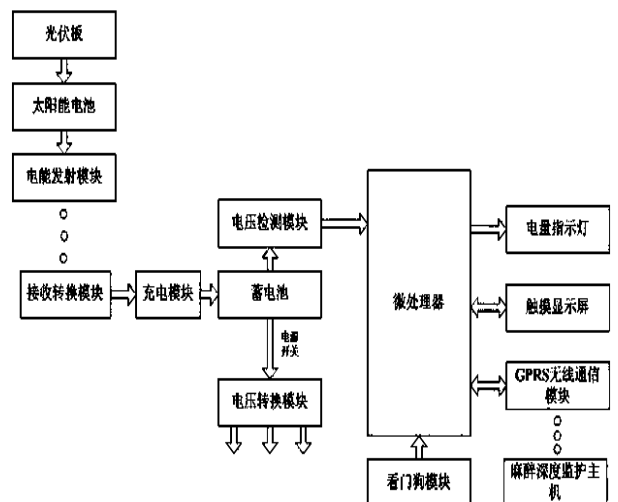 光伏板
太阳能电池
电能发射模块
接收转换模块
充电模块
电压检测模块
蓄电池
电源
开关
电压转换模块
微处理器
看门狗模块
电量指示灯
触摸显示屏
GPRS无线通信
模块
麻醉深度监护主
机